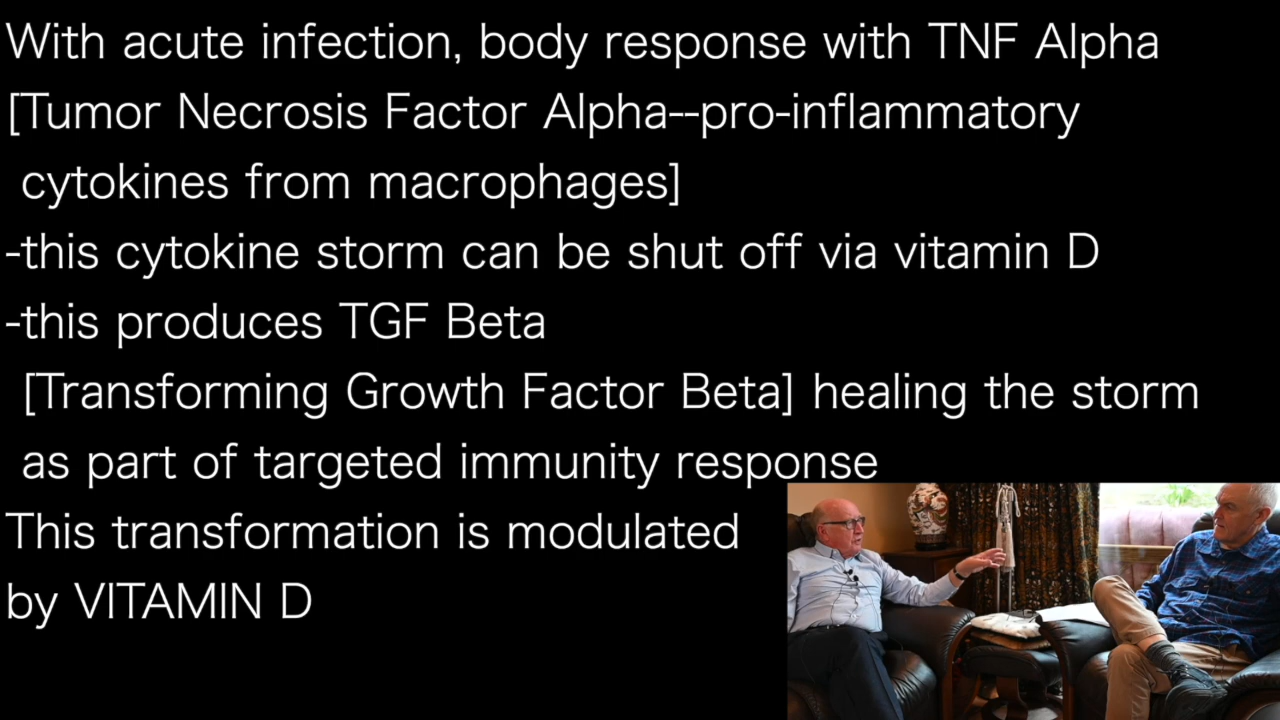 With acute infection, body response with TNF Alpha
[Tumor Necrosis Factor Alpha--pro-inflammatory
cytokines from macrophages]
-this cytokine storm can be shut off via vitamin D
-this produces TGF Beta
[Transforming Growth Factor Beta] healing the storm
as part of targeted immunity response
This transformation is modulated
by VITAMIN D